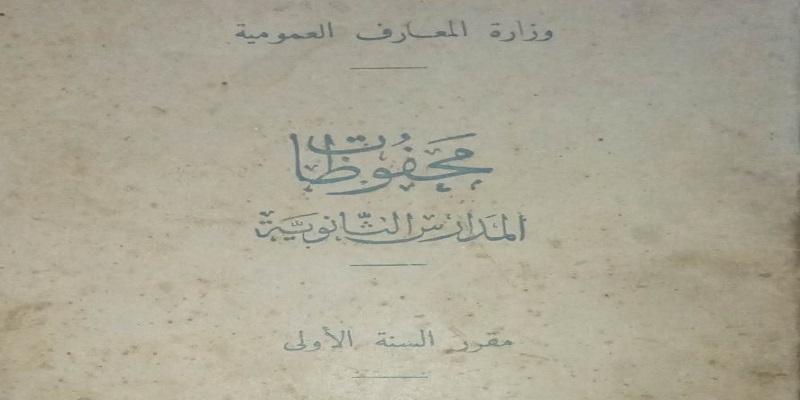 وزارة المعارف العمومية
محفوظات
المدارس الثانوية
مقرر السنة الأولى